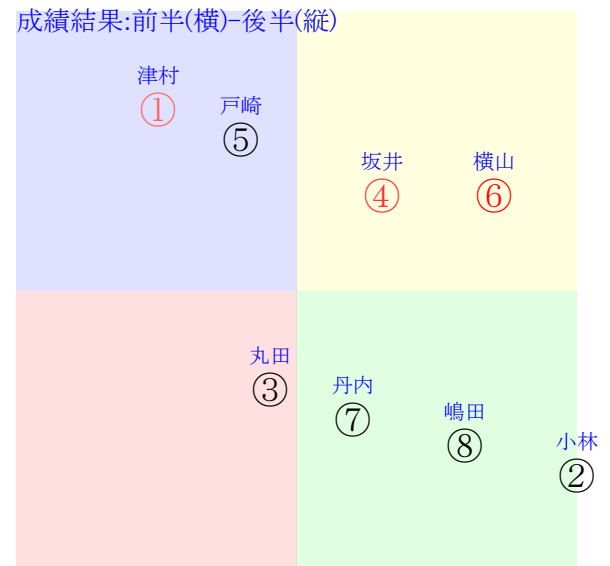 成績結果:前半(横)-後半(縦)
津村
①
戸崎
⑤
坂井
④
横山
⑥
丸田
③
丹内
⑦
嶋田
⑧
小林
②